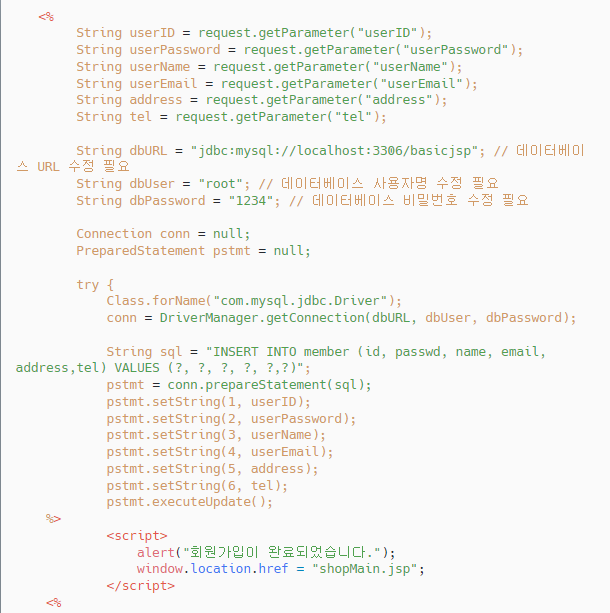 <%
String userID = request.getParameter("userID");
String userPassword = request.getParameter("userPassword");
String userName = request.getParameter("userName");
String userEmail = request.getParameter("userEmail");
String address = request.getParameter("address");
String tel = request.getParameter("tel");
String dbURL = "jdbc:mysql://localhost:3306/basicjsp"; // 데이터베이
스 URL 수정 필요
String dbUser = "root"; // 데이터베이스 사용자명 수정 필요
String dbPassword = "1234"; // 데이터베이스 비밀번호 수정 필요
Connection conn = null;
PreparedStatement pstmt = null;
try {
Class.forName("com.mysql.jdbc.Driver");
conn = DriverManager.getConnection(dbURL, dbUser, dbPassword);
String sql = "INSERT INTO member (id, passwd, name, email,
address,tel) VALUES (?, ?, ?, ?, ?,?)";
pstmt = conn.prepareStatement(sql);
pstmt.setString(1, userID);
pstmt.setString(2, userPassword);
pstmt.setString(3, userName);
pstmt.setString(4, userEmail);
pstmt.setString(5, address);
pstmt.setString(6, tel);
pstmt.executeUpdate();
%>
<script>
alert("회원가입이 완료되었습니다.");
window.location.href = "shopMain.jsp";
</script>
<%